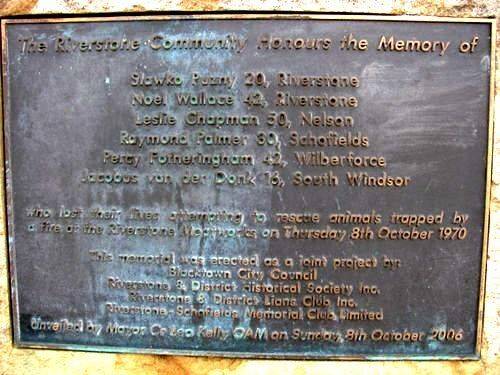 The Riverstone Community Honours the Memory of
Slawko Puzny 20, Riverstone
Noel Wallace 42, Riverstone
Leslie Chapman 50, Nelson
Raymond Palmer 30, Schofields
Percy Fotheringham 42, Wilberforce
Jacobus van der Donk 16, South Windsor
who lost their lives attempting to rescue animals trapped by
a fire at the Riverstone Meatworks on Thursday 8th October 1970
This memorial was erected as a joint project by:
Blacktown City Council
Riverstone & District Historical Society Inc.
Riverstone & District Lions Club Inc.
Riverstone-Schofields Memorial Club Limited
Unveiled by Mayor Cr Leo Kelly OAM on Sunday, 8th October 2006